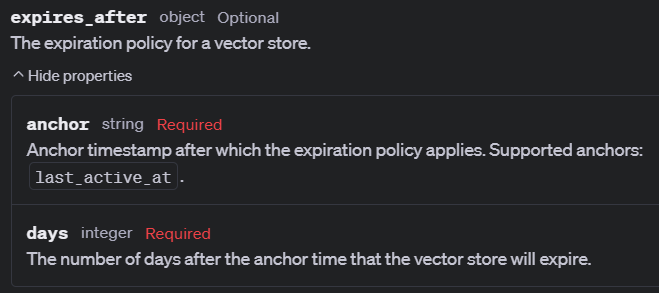 expires_after object Optional
The expiration policy for a vector store.
Hide properties
anchor string Required
Anchor timestamp after which the expiration policy applies. Supported anchors:
last_active_at.
days integer Required
The number of days after the anchor time that the vector store will expire.